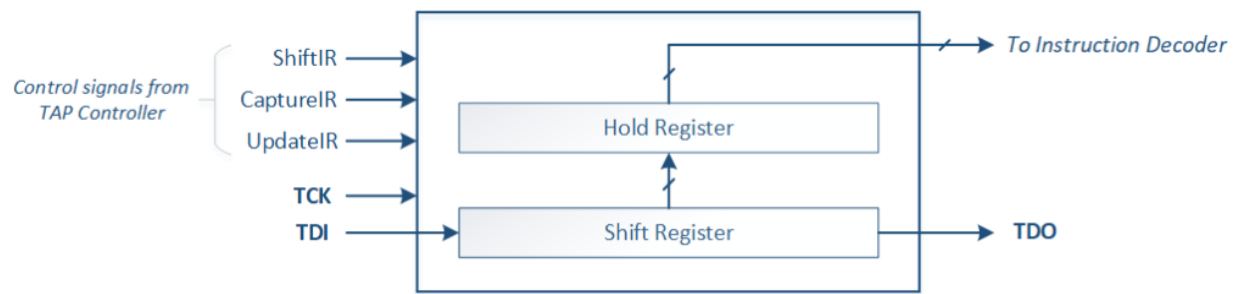 ShiftIR
To Instruction Decoder
Control signals from
TAP Controller
CaptureIR
UpdateIR
Hold Register
TCK
TDI
Shift Register
TDO